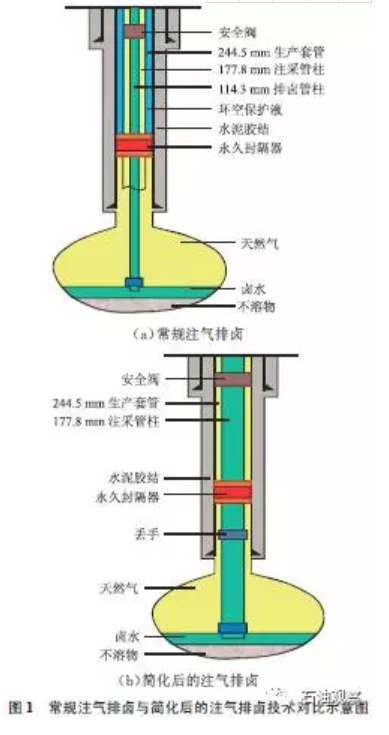 安全阀
244.5 mm 生产套管
177.8 mm 注采管柱
114.3 mm 排卤管柱
环空保护液
水泥胶结
永久封隔器
天然气
卤水
不溶物
(a)常规注气排卤
安全阀
244.5 mm 生产套管
177.8 mm 注采管柱
水泥胶结
永久封隔器
丢手
天然气
卤水
不溶物
(b)简化后的注气排卤
石油观察
图 1 常规注气排卤与简化后的注气排卤技术对比示意图